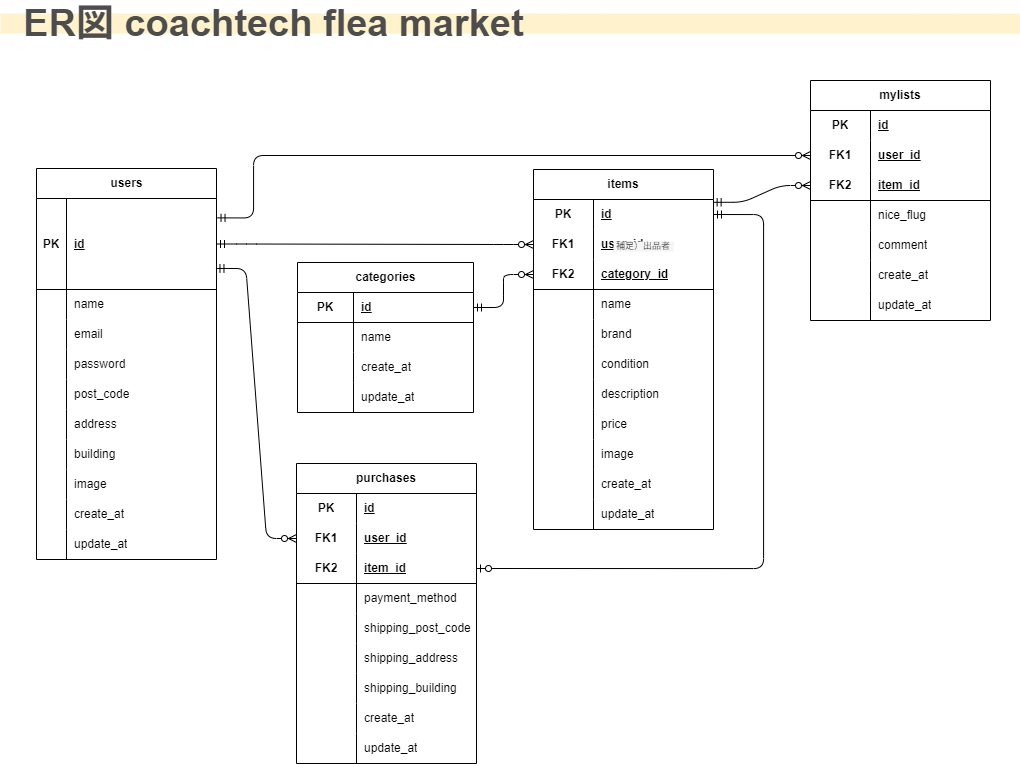 ER図 coachtech flea market
mylists
PK id
FK1 user_id
FK2 item_id
nice_flug
comment
create_at
update_at
users
PK id
name
email
password
post_code
address
building
image
create_at
update_at
items
PK id
FK1 us 補足）出品者
FK2 category_id
name
brand
condition
description
price
image
create_at
update_at
categories
PK id
name
create_at
update_at
purchases
PK id
FK1 user_id
FK2 item_id
payment_method
shipping_post_code
shipping_address
shipping_building
create_at
update_at